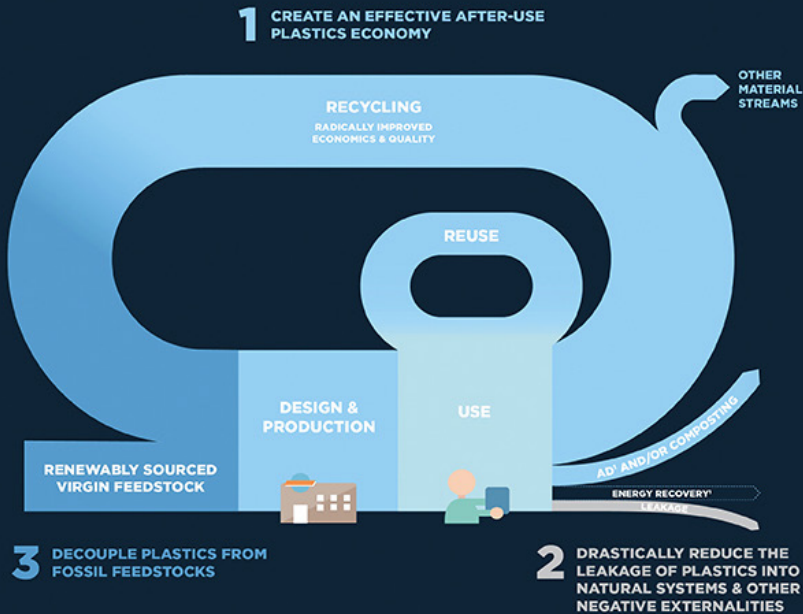 1 CREATE AN EFFECTIVE AFTER-USE
PLASTICS ECONOMY
OTHER
MATERIAL
STREAMS
RECYCLING
RADICALLY IMPROVED
ECONOMICS & QUALITY
REUSE
DESIGN &
PRODUCTION
USE
RENEWABLY SOURCED
VIRGIN FEEDSTOCK
AD¹ AND/OR COMPOSTING
ENERGY RECOVERY¹
LEAKAGE
3 DECOUPLE PLASTICS FROM
FOSSIL FEEDSTOCKS
2 DRASTICALLY REDUCE THE
LEAKAGE OF PLASTICS INTO
NATURAL SYSTEMS & OTHER
NEGATIVE EXTERNALITIES